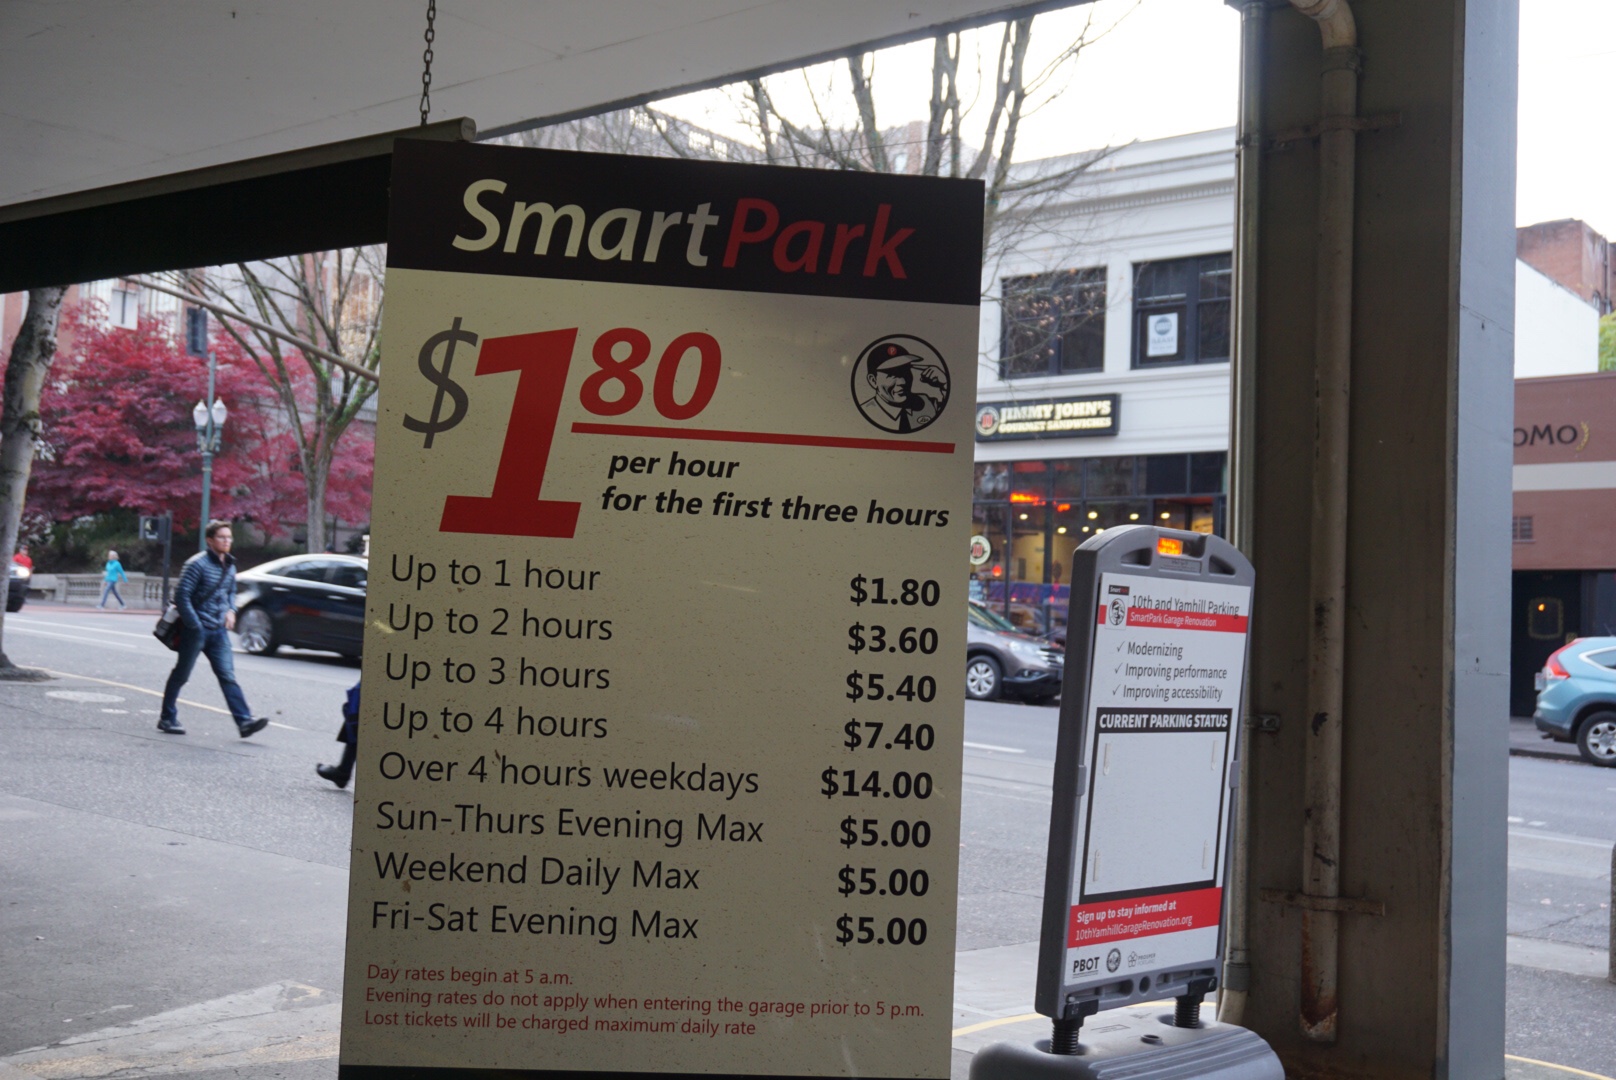 SmartPark
$1.80
per hour
for the first three hours
Up to 1 hour $1.80
Up to 2 hours $3.60
Up to 3 hours $5.40
Up to 4 hours $7.40
Over 4 hours weekdays $14.00
Sun-Thurs Evening Max $5.00
Weekend Daily Max $5.00
Fri-Sat Evening Max $5.00
Day rates begin at 5 a.m.
Evening rates do not apply when entering the garage prior to 5 p.m.
Lost tickets will be charged maximum daily rate
JIMMY JOHN'S
GOURMET SANDWICHES
10th and Yamhill Parking
SmartPark Garage Renovation
✓ Modernizing
✓ Improving performance
✓ Improving accessibility
CURRENT PARKING STATUS
Sign up to stay informed at
10thYamhillGarageRenovation.org
PBOT